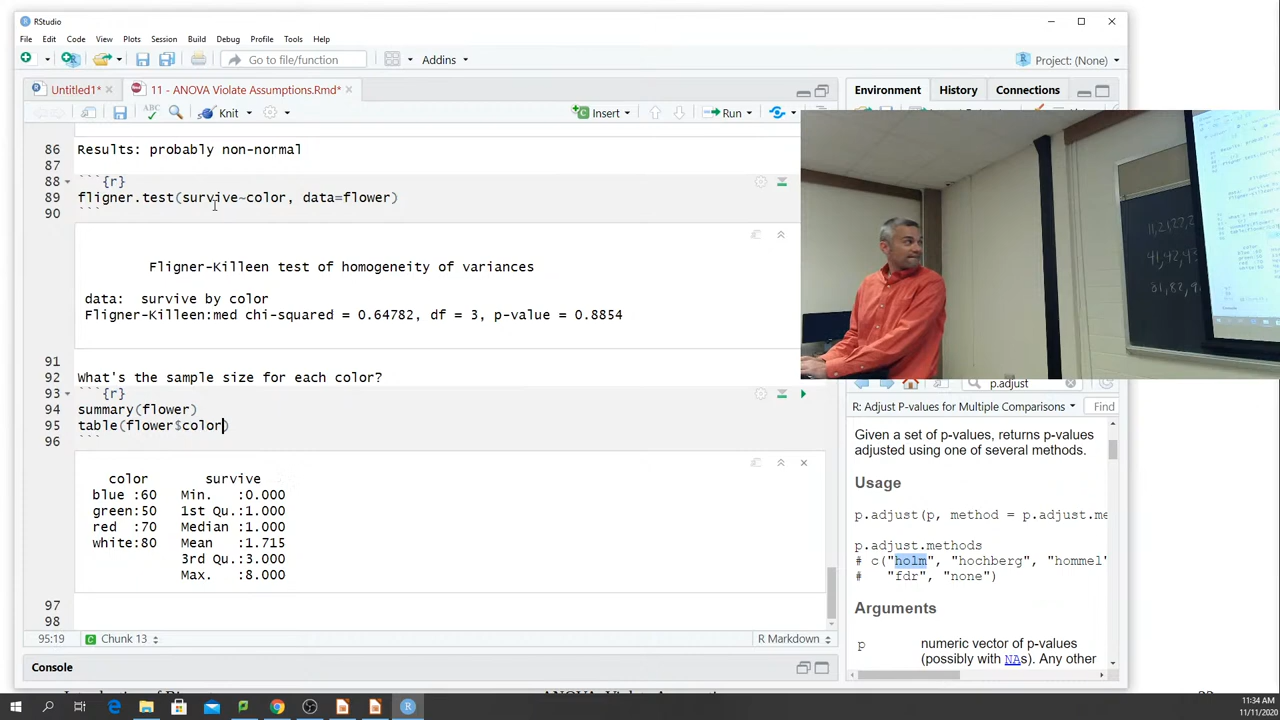 RStudio
File Edit Code View Plots Session Build Debug Profile Tools Help
Go to file/function Addins Project: (None)
Untitled1* 11 - ANOVA Violate Assumptions.Rmd*
Environment History Connections
ABC Knit Insert Run
86 Results: probably non-normal
87
88 ```{r}
89 fligner.test(survive~color, data=flower)
90 ```
Fligner-Killeen test of homogeneity of variances
data: survive by color
Fligner-Killeen:med chi-squared = 0.64782, df = 3, p-value = 0.8854
91
92 What's the sample size for each color?
93 ```{r}
94 summary(flower)
95 table(flower$color)
96 ```
color survive
blue :60 Min. :0.000
green:50 1st Qu.:1.000
red :70 Median :1.000
white:80 Mean :1.715
3rd Qu.:3.000
Max. :8.000
97
98
95:19 Chunk 13 R Markdown
Console
p.adjust
R: Adjust P-values for Multiple Comparisons Find
Given a set of p-values, returns p-values
adjusted using one of several methods.
Usage
p.adjust(p, method = p.adjust.me
p.adjust.methods
# c("holm", "hochberg", "hommel"
# "fdr", "none")
Arguments
p numeric vector of p-values
(possibly with NAs). Any other
11:34 AM
11/11/2020